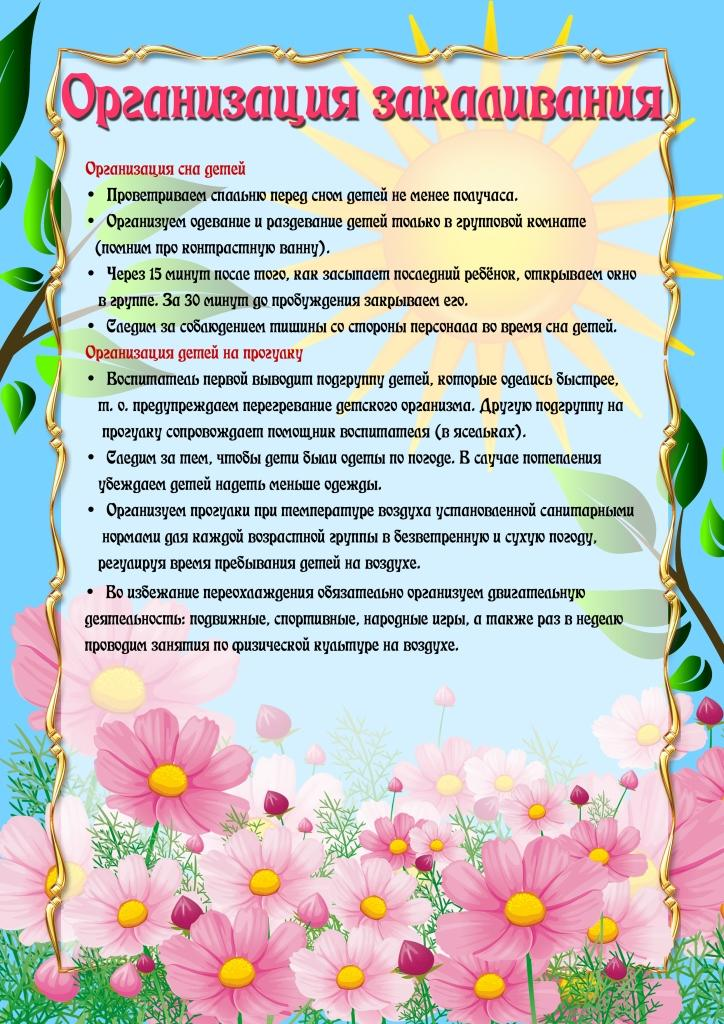 Организация закаливания
Организация сна детей
• Проветриваем спальню перед сном детей не менее получаса.
• Организуем одевание и раздевание детей только в групповой комнате
(помним про контрастную ванну).
• Через 15 минут после того, как засыпает последний ребёнок, открываем окно
в группе. За 30 минут до пробуждения закрываем его.
• Следим за соблюдением тишины со стороны персонала во время сна детей.
Организация детей на прогулку
• Воспитатель первой выводит подгруппу детей, которые оделись быстрее,
т. о. предупреждаем перегревание детского организма. Другую подгруппу на
прогулку сопровождает помощник воспитателя (в ясельках).
• Следим за тем, чтобы дети были одеты по погоде. В случае потепления
убеждаем детей надеть меньше одежды.
• Организуем прогулки при температуре воздуха установленной санитарными
нормами для каждой возрастной группы в безветренную и сухую погоду,
регулируя время пребывания детей на воздухе.
• Во избежание переохлаждения обязательно организуем двигательную
деятельность: подвижные, спортивные, народные игры, а также раз в неделю
проводим занятия по физической культуре на воздухе.